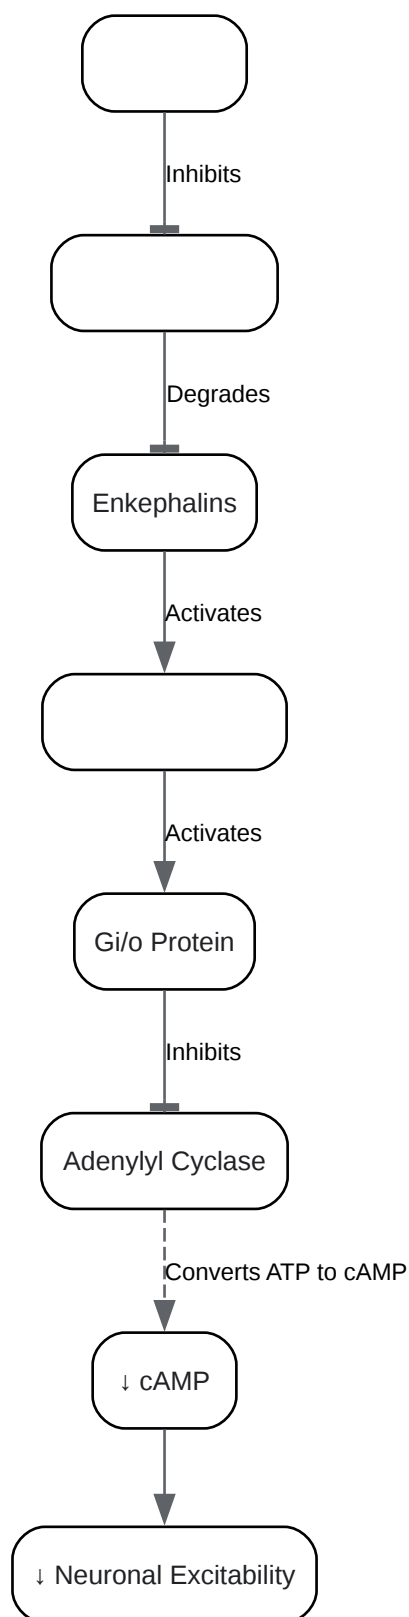 Inhibits
Degrades
Enkephalins
Activates
Activates
Gi/o Protein
Inhibits
Adenylyl Cyclase
Converts ATP to cAMP
↓ cAMP
↓ Neuronal Excitability